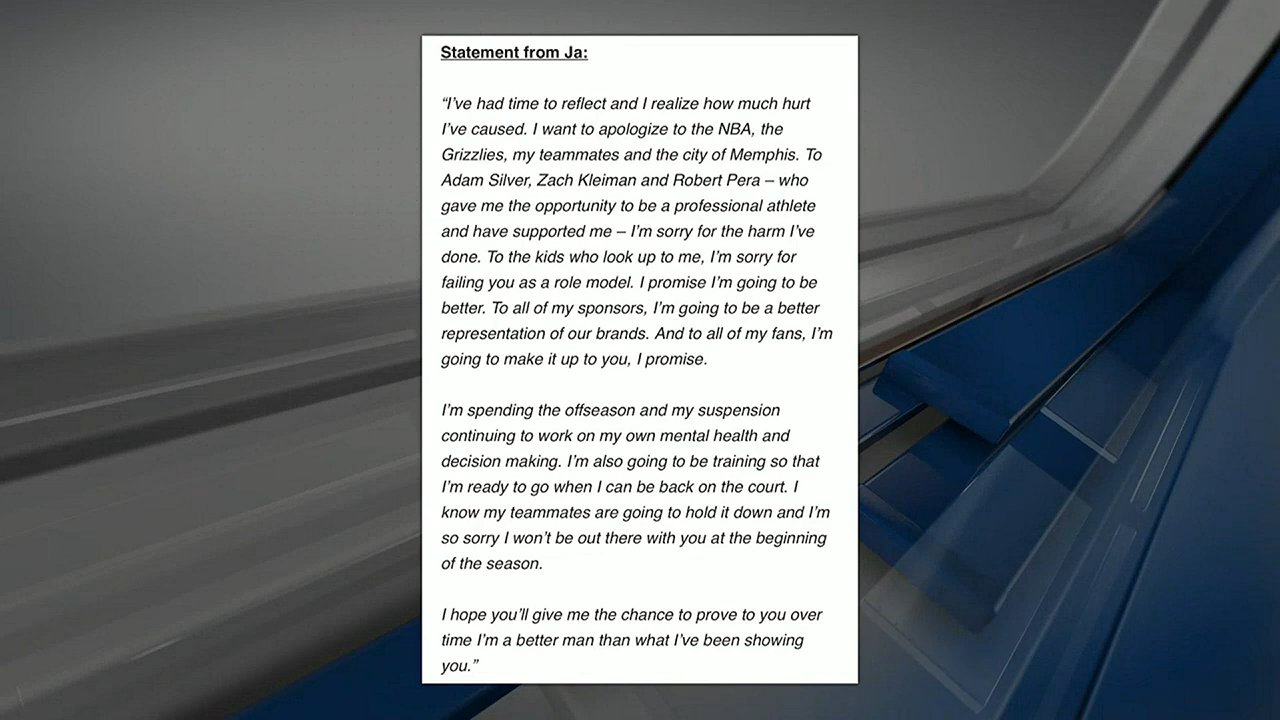 Statement from Ja:
“I’ve had time to reflect and I realize how much hurt
I’ve caused. I want to apologize to the NBA, the
Grizzlies, my teammates and the city of Memphis. To
Adam Silver, Zach Kleiman and Robert Pera – who
gave me the opportunity to be a professional athlete
and have supported me – I’m sorry for the harm I’ve
done. To the kids who look up to me, I’m sorry for
failing you as a role model. I promise I’m going to be
better. To all of my sponsors, I’m going to be a better
representation of our brands. And to all of my fans, I’m
going to make it up to you, I promise.
I’m spending the offseason and my suspension
continuing to work on my own mental health and
decision making. I’m also going to be training so that
I’m ready to go when I can be back on the court. I
know my teammates are going to hold it down and I’m
so sorry I won’t be out there with you at the beginning
of the season.
I hope you’ll give me the chance to prove to you over
time I’m a better man than what I’ve been showing
you.”